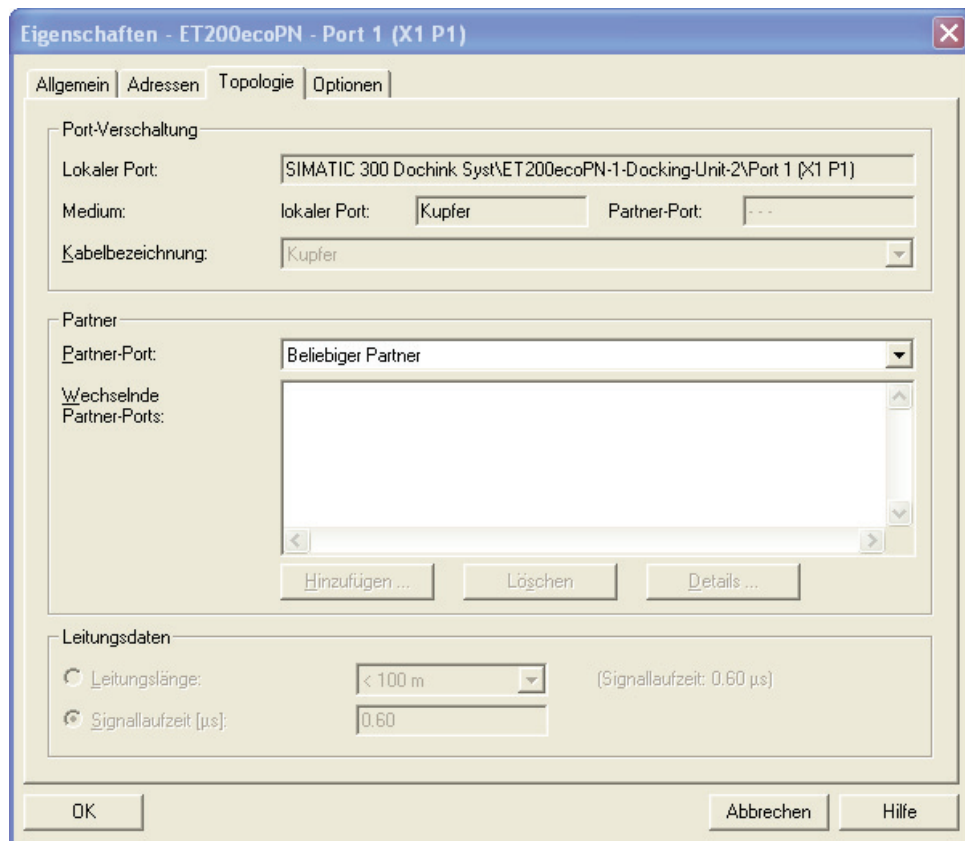 Eigenschaften - ET200ecoPN - Port 1 (X1 P1)
Allgemein Adressen Topologie Optionen
Port-Verschaltung
Lokaler Port: SIMATIC 300 Dochink Syst\ET200ecoPN-1-Docking-Unit-2\Port 1 (X1 P1)
Medium: lokaler Port: Kupfer Partner-Port: - - -
Kabelbezeichnung: Kupfer
Partner
Partner-Port: Beliebiger Partner
Wechselnde
Partner-Ports:
Hinzufügen ... Löschen Details ...
Leitungsdaten
Leitungslänge: < 100 m (Signallaufzeit: 0.60 µs)
Signallaufzeit [µs]: 0.60
OK Abbrechen Hilfe